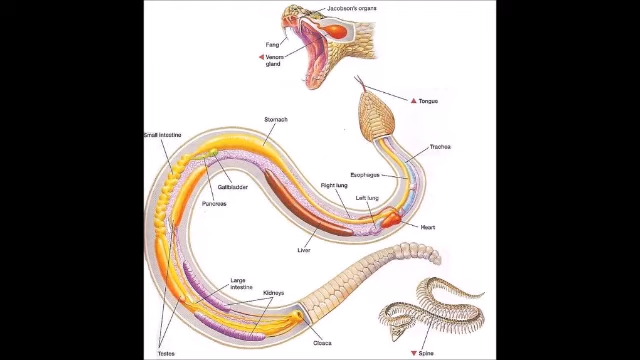 Jacobson's organs
Fang
Venom
gland
Tongue
Stomach
Small intestine
Trachea
Esophagus
Right lung
Left lung
Gallbladder
Pancreas
Heart
Liver
Large
intestine
Kidneys
Cloaca
Testes
Spine